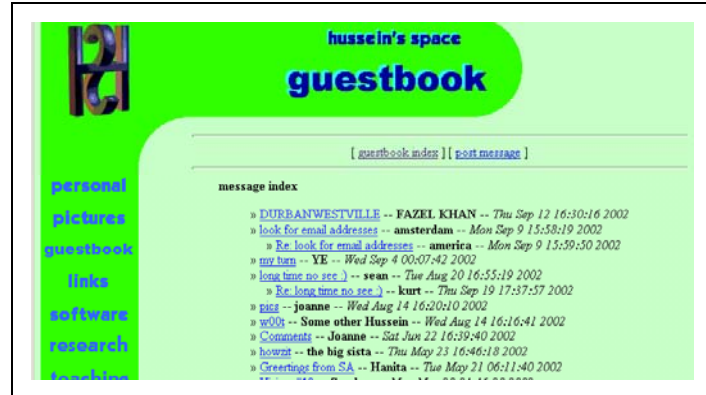 hussein's space
guestbook
[ guestbook index ] [ post message ]
personal
pictures
guestbook
links
software
research
teaching
message index
» DURBANWESTVILLE -- FAZEL KHAN -- Thu Sep 12 16:30:16 2002
» look for email addresses -- amsterdam -- Mon Sep 9 15:58:19 2002
» Re: look for email addresses -- america -- Mon Sep 9 15:59:50 2002
» my turn -- YE -- Wed Sep 4 00:07:42 2002
» long time no see :) -- sean -- Tue Aug 20 16:55:19 2002
» Re: long time no see :) -- kurt -- Thu Sep 19 17:37:57 2002
» pics -- joanne -- Wed Aug 14 16:20:10 2002
» w00t -- Some other Hussein -- Wed Aug 14 16:16:41 2002
» Comments -- Joanne -- Sat Jun 22 16:39:40 2002
» howzit -- the big sista -- Thu May 23 16:46:18 2002
» Greetings from SA -- Hanita -- Tue May 21 06:11:40 2002